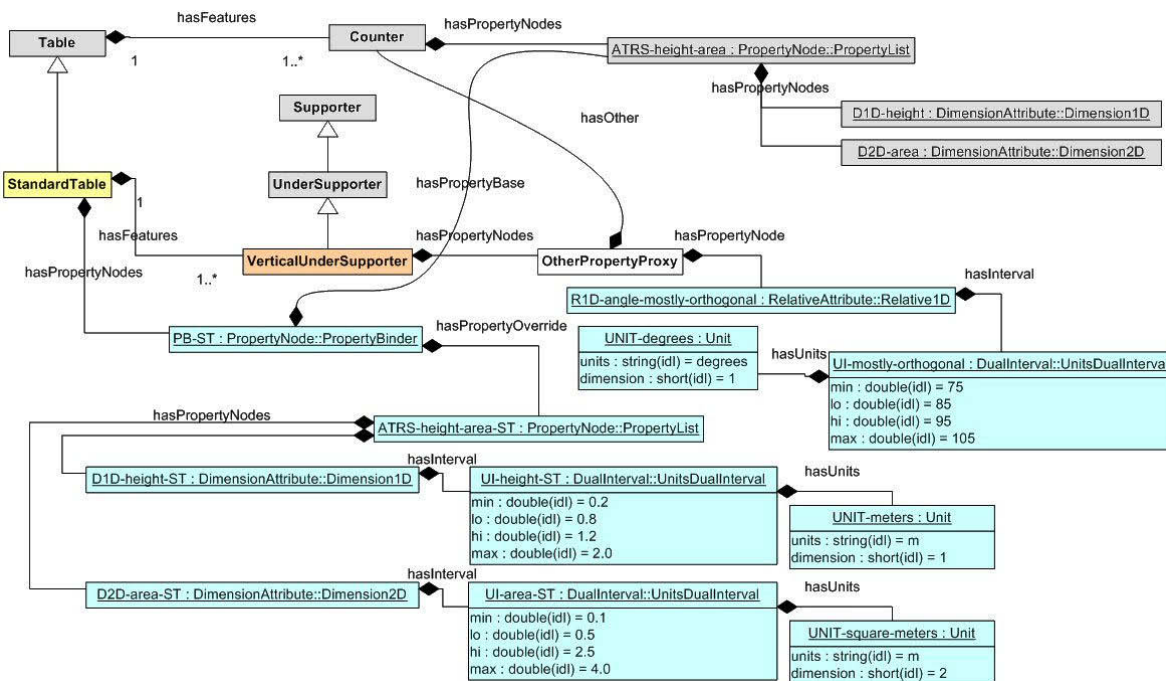 hasFeatures
Table
1
1..*
Counter
hasPropertyNodes
ATRS-height-area : PropertyNode::PropertyList
hasPropertyNodes
D1D-height : DimensionAttribute::Dimension1D
D2D-area : DimensionAttribute::Dimension2D
Supporter
hasOther
StandardTable
1
UnderSupporter
hasPropertyBase
hasFeatures
hasPropertyNodes
1..*
VerticalUnderSupporter
hasPropertyNodes
OtherPropertyProxy
hasPropertyNode
hasInterval
R1D-angle-mostly-orthogonal : RelativeAttribute::Relative1D
PB-ST : PropertyNode::PropertyBinder
hasPropertyOverride
UNIT-degrees : Unit
units : string(idl) = degrees
dimension : short(idl) = 1
hasUnits
UI-mostly-orthogonal : DualInterval::UnitsDualInterval
min : double(idl) = 75
lo : double(idl) = 85
hi : double(idl) = 95
max : double(idl) = 105
hasPropertyNodes
ATRS-height-area-ST : PropertyNode::PropertyList
D1D-height-ST : DimensionAttribute::Dimension1D
hasInterval
UI-height-ST : DualInterval::UnitsDualInterval
min : double(idl) = 0.2
lo : double(idl) = 0.8
hi : double(idl) = 1.2
max : double(idl) = 2.0
hasUnits
UNIT-meters : Unit
units : string(idl) = m
dimension : short(idl) = 1
D2D-area-ST : DimensionAttribute::Dimension2D
hasInterval
UI-area-ST : DualInterval::UnitsDualInterval
min : double(idl) = 0.1
lo : double(idl) = 0.5
hi : double(idl) = 2.5
max : double(idl) = 4.0
hasUnits
UNIT-square-meters : Unit
units : string(idl) = m
dimension : short(idl) = 2